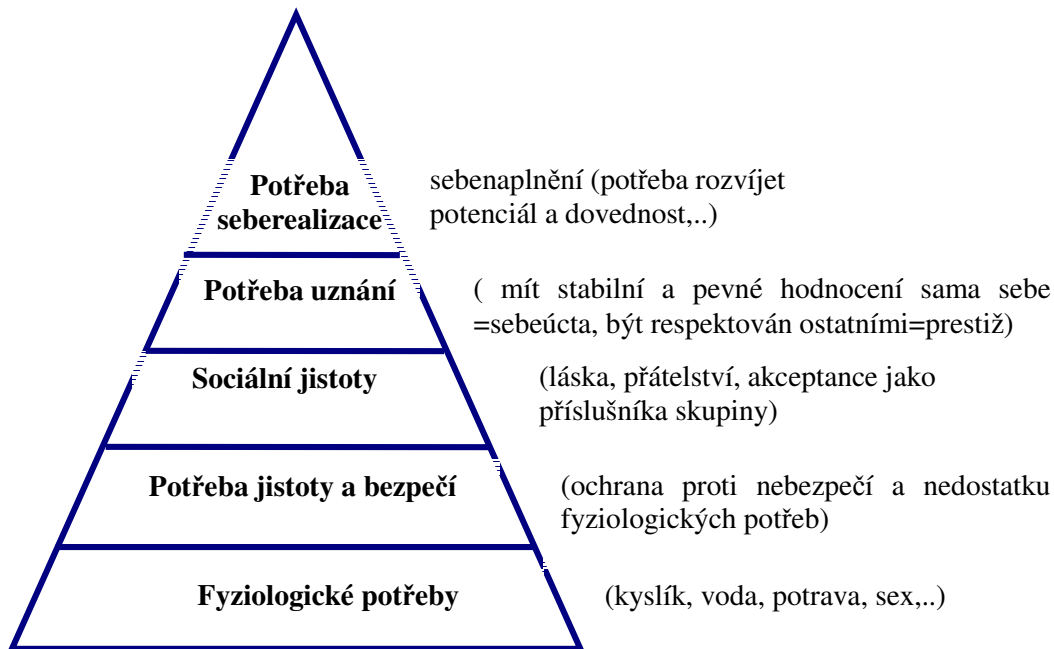 Potřeba
seberealizace
sebenaplnění (potřeba rozvíjet
potenciál a dovednost,..)
Potřeba uznání
( mít stabilní a pevné hodnocení sama sebe
=sebeúcta, být respektován ostatními=prestiž)
Sociální jistoty
(láska, přátelství, akceptance jako
příslušníka skupiny)
Potřeba jistoty a bezpečí
(ochrana proti nebezpečí a nedostatku
fyziologických potřeb)
Fyziologické potřeby
(kyslík, voda, potrava, sex,..)